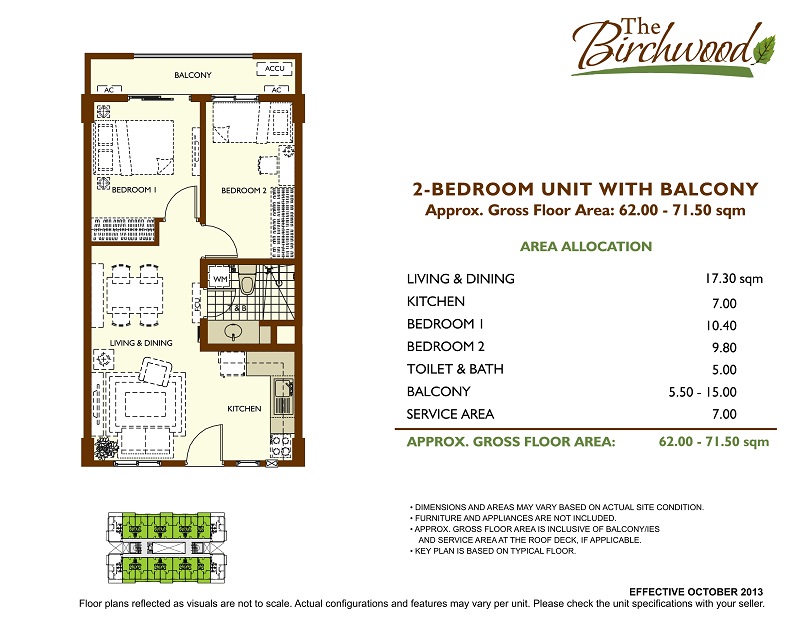 The
Birchwood
BALCONY
ACCU
AC
AC
BEDROOM 1
BEDROOM 2
WM
FCU
T & B
LIVING & DINING
KITCHEN
2-BEDROOM UNIT WITH BALCONY
Approx. Gross Floor Area: 62.00 - 71.50 sqm
AREA ALLOCATION
LIVING & DINING 17.30 sqm
KITCHEN 7.00
BEDROOM 1 10.40
BEDROOM 2 9.80
TOILET & BATH 5.00
BALCONY 5.50 - 15.00
SERVICE AREA 7.00
APPROX. GROSS FLOOR AREA: 62.00 - 71.50 sqm
• DIMENSIONS AND AREAS MAY VARY BASED ON ACTUAL SITE CONDITION.
• FURNITURE AND APPLIANCES ARE NOT INCLUDED.
• APPROX. GROSS FLOOR AREA IS INCLUSIVE OF BALCONY/IES
AND SERVICE AREA AT THE ROOF DECK, IF APPLICABLE.
• KEY PLAN IS BASED ON TYPICAL FLOOR.
EFFECTIVE OCTOBER 2013
Floor plans reflected as visuals are not to scale. Actual configurations and features may vary per unit. Please check the unit specifications with your seller.